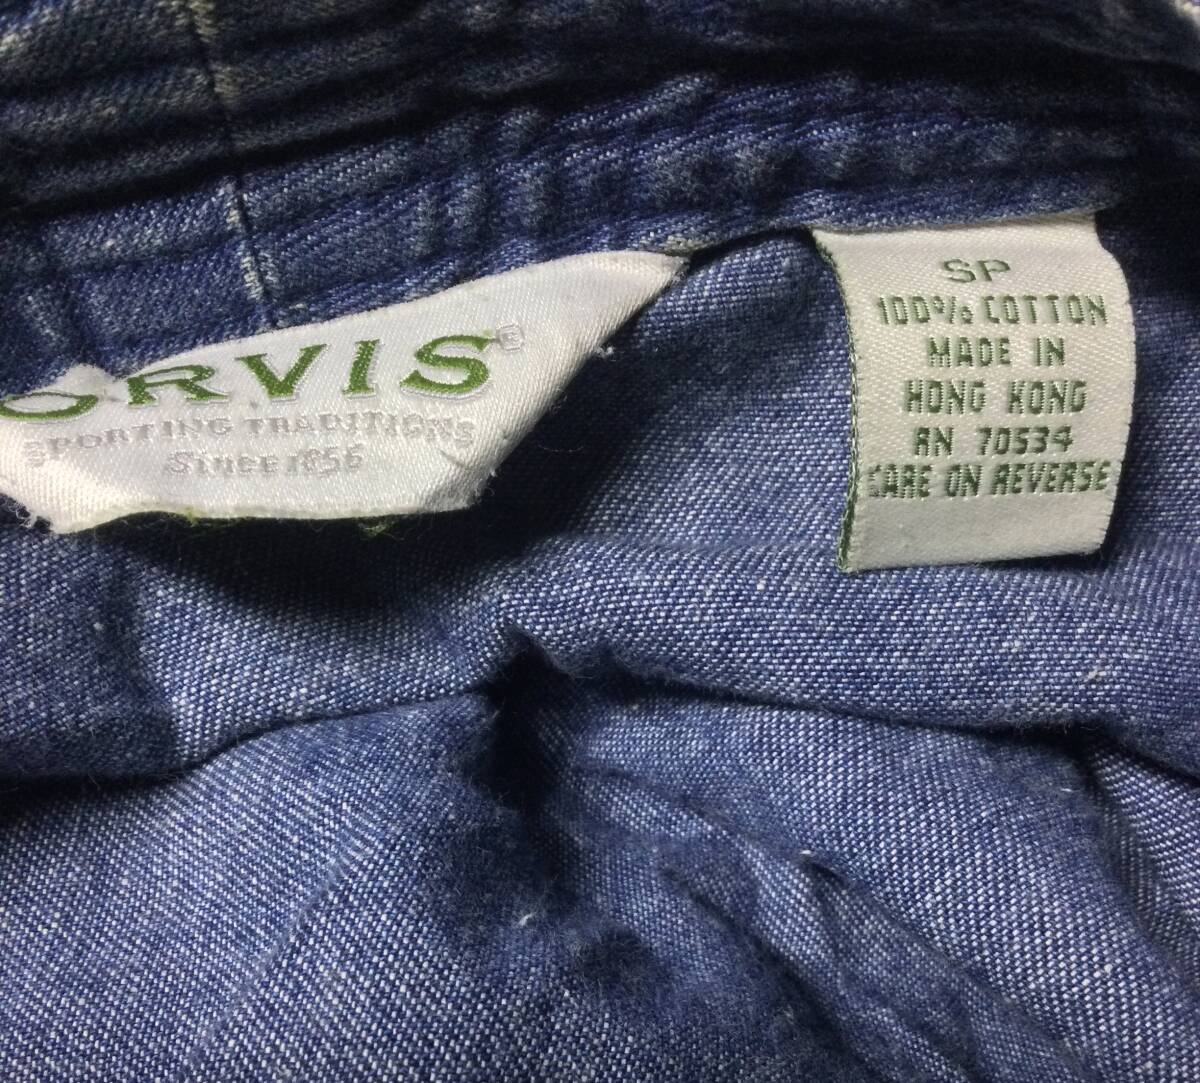 ORVIS®
SPORTING TRADITIONS
SINCE 1856
SP
100% COTTON
MADE IN
HONG KONG
RN 70534
CARE ON REVERSE